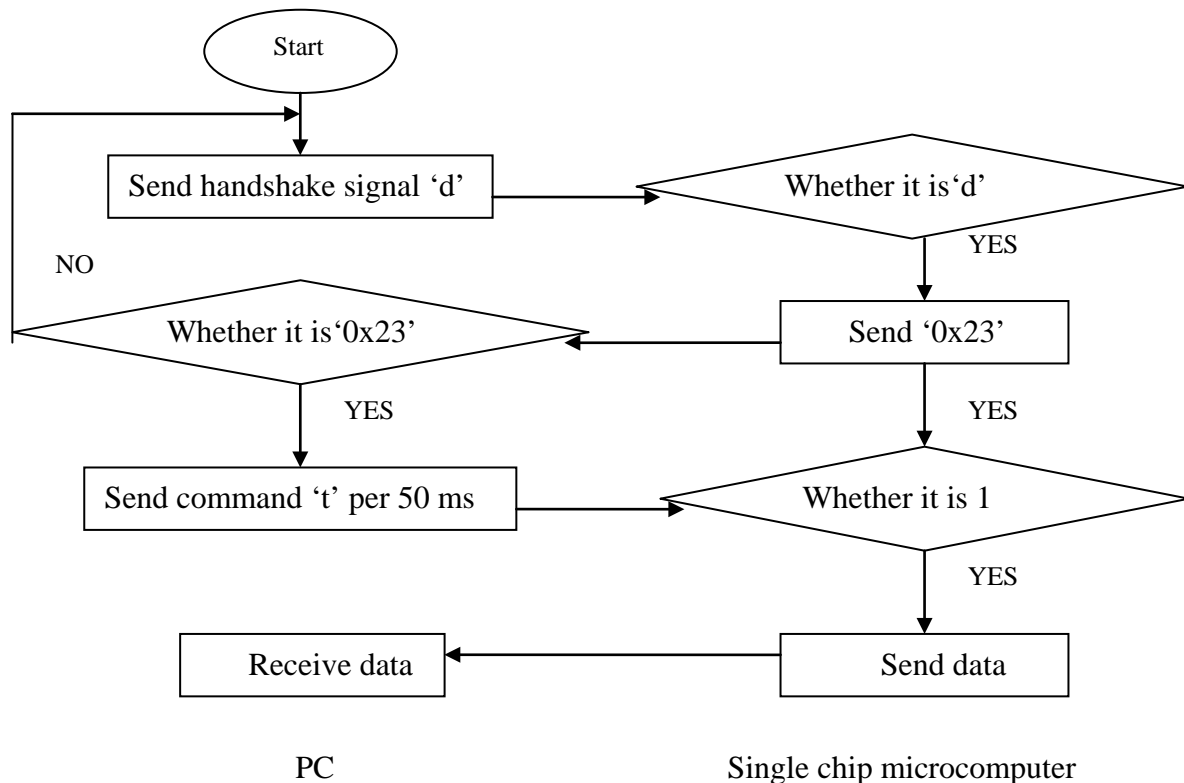 Start
Send handshake signal ‘d’
Whether it is‘d’
YES
NO
Whether it is‘0x23’
Send ‘0x23’
YES
YES
Send command ‘t’ per 50 ms
Whether it is 1
YES
Receive data
Send data
PC
Single chip microcomputer